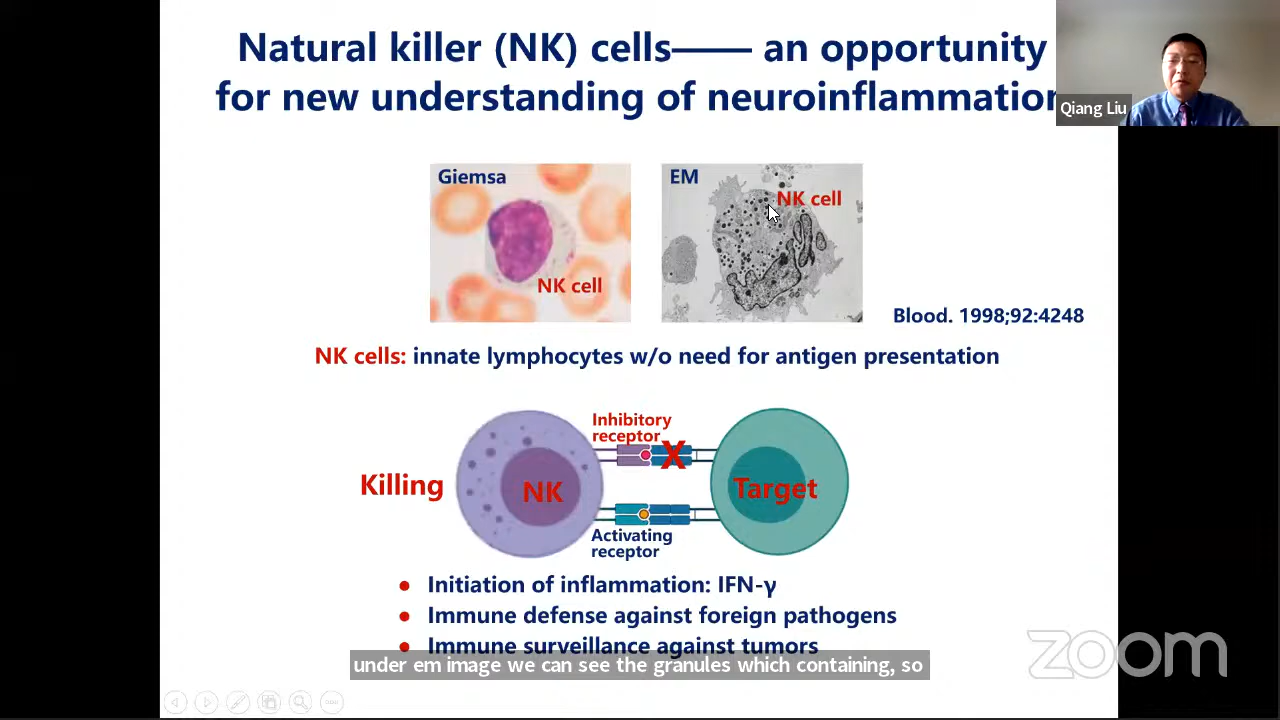 Natural killer (NK) cells—— an opportunity
for new understanding of neuroinflammation
Qiang Liu
Giemsa
NK cell
EM
NK cell
Blood. 1998;92:4248
NK cells: innate lymphocytes w/o need for antigen presentation
Inhibitory
receptor
X
Killing
NK
Target
Activating
receptor
• Initiation of inflammation: IFN-γ
• Immune defense against foreign pathogens
• Immune surveillance against tumors
under em image we can see the granules which containing, so
zoom